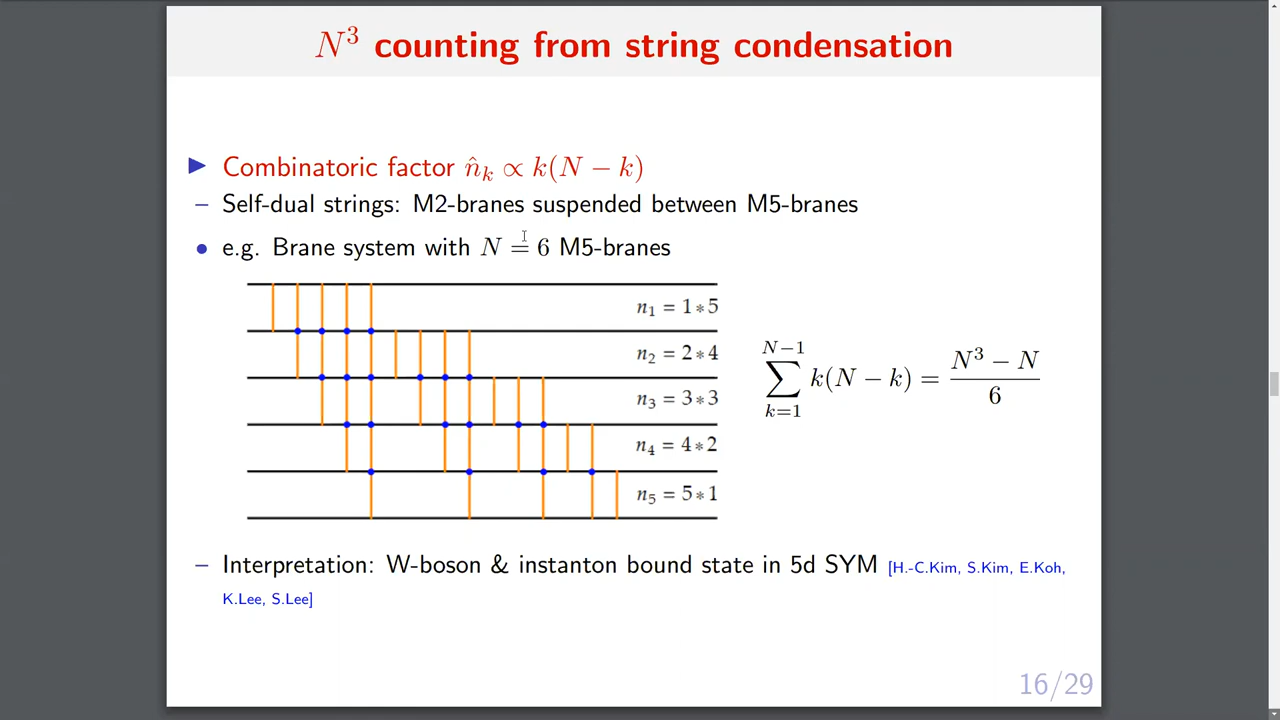 N³ counting from string condensation
▶ Combinatoric factor n̂ₖ ∝ k(N − k)
– Self-dual strings: M2-branes suspended between M5-branes
• e.g. Brane system with N = 6 M5-branes
n₁ = 1∗5
n₂ = 2∗4
n₃ = 3∗3
n₄ = 4∗2
n₅ = 5∗1
N−1
∑ k(N − k) = (N³ − N)/6
k=1
– Interpretation: W-boson & instanton bound state in 5d SYM [H.-C.Kim, S.Kim, E.Koh,
K.Lee, S.Lee]
16/29